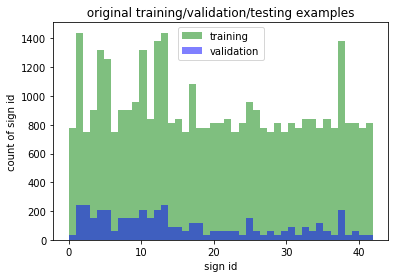 original training/validation/testing examples
training
validation
count of sign id
1400
1200
1000
800
600
400
200
0
0
10
20
30
40
sign id